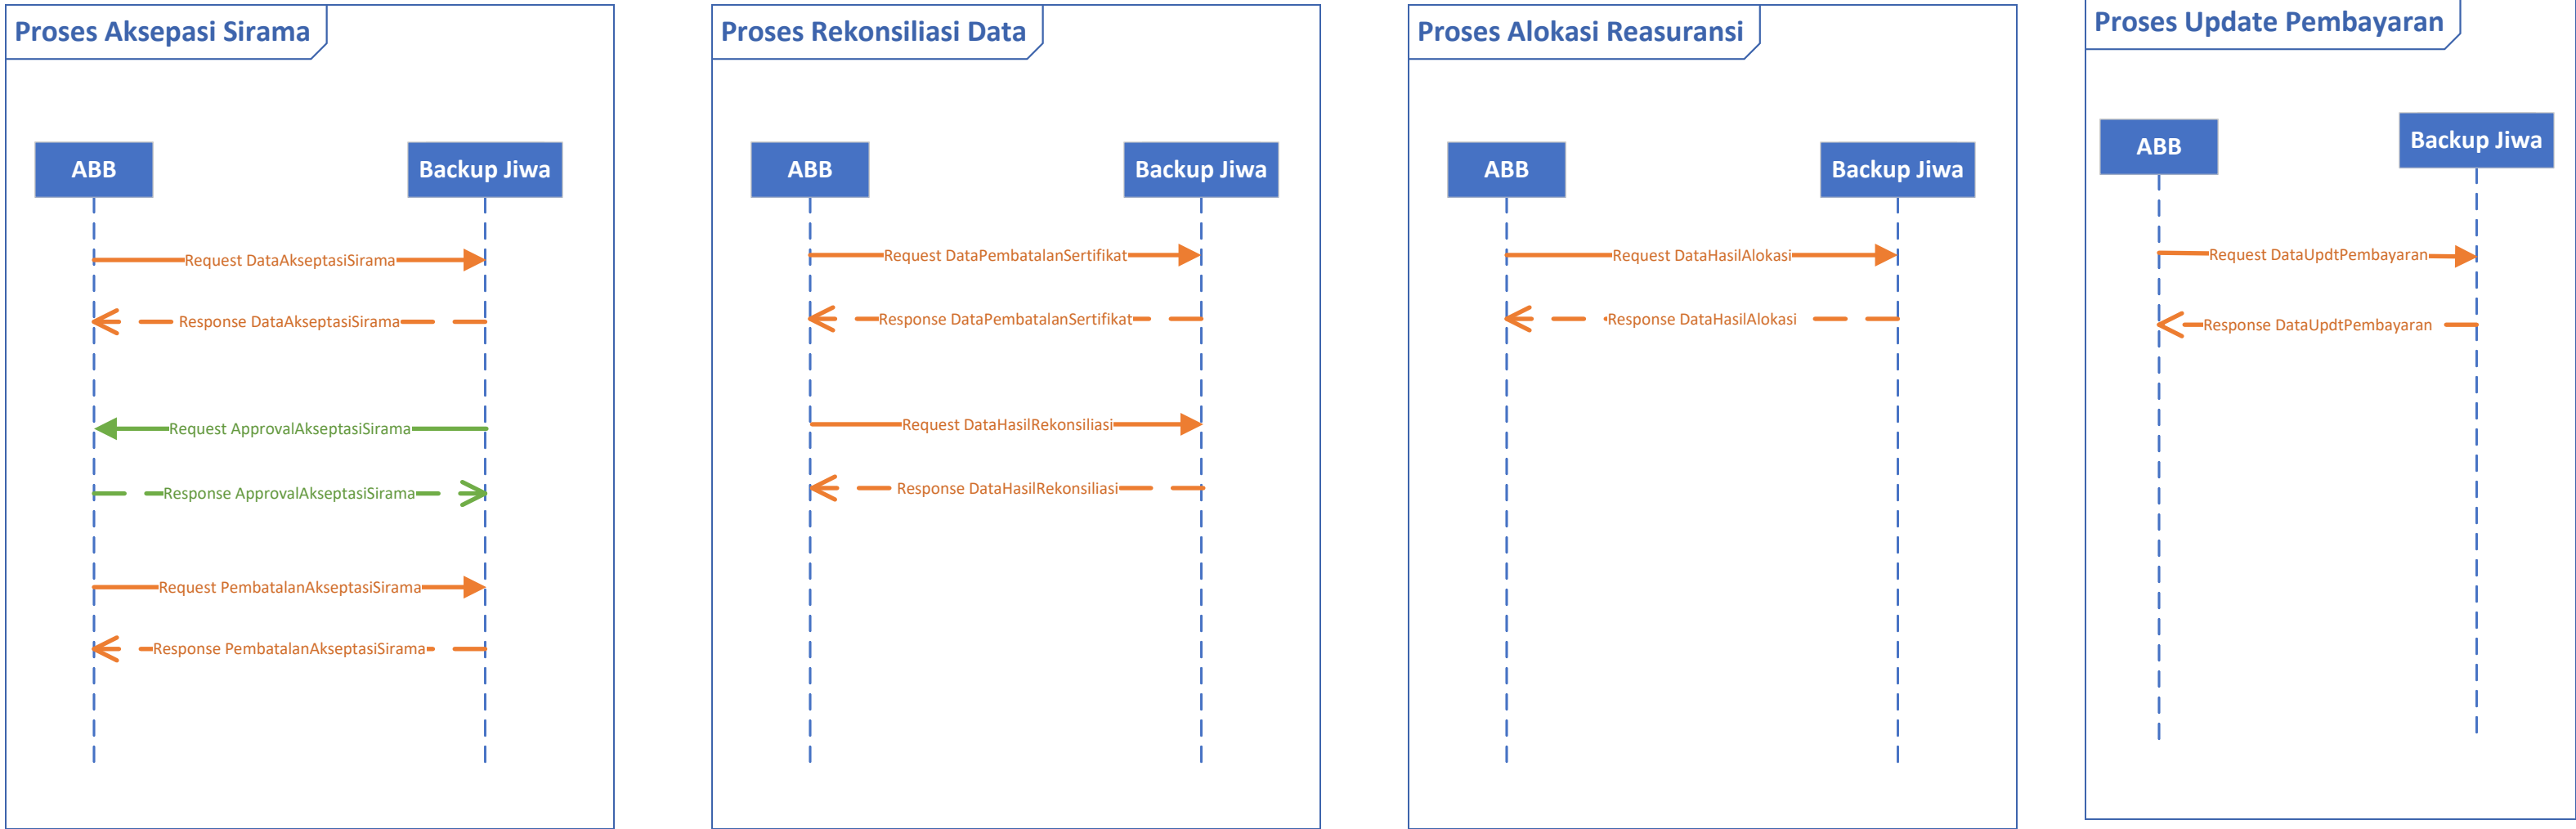 Proses Aksepasi Sirama
ABB
Backup Jiwa
Request DataAkseptasiSirama
Response DataAkseptasiSirama
Request ApprovalAkseptasiSirama
Response ApprovalAkseptasiSirama
Request PembatalanAkseptasiSirama
Response PembatalanAkseptasiSirama
Proses Rekonsiliasi Data
ABB
Backup Jiwa
Request DataPembatalanSertifikat
Response DataPembatalanSertifikat
Request DataHasilRekonsiliasi
Response DataHasilRekonsiliasi
Proses Alokasi Reasuransi
ABB
Backup Jiwa
Request DataHasilAlokasi
Response DataHasilAlokasi
Proses Update Pembayaran
ABB
Backup Jiwa
Request DataUpdtPembayaran
Response DataUpdtPembayaran